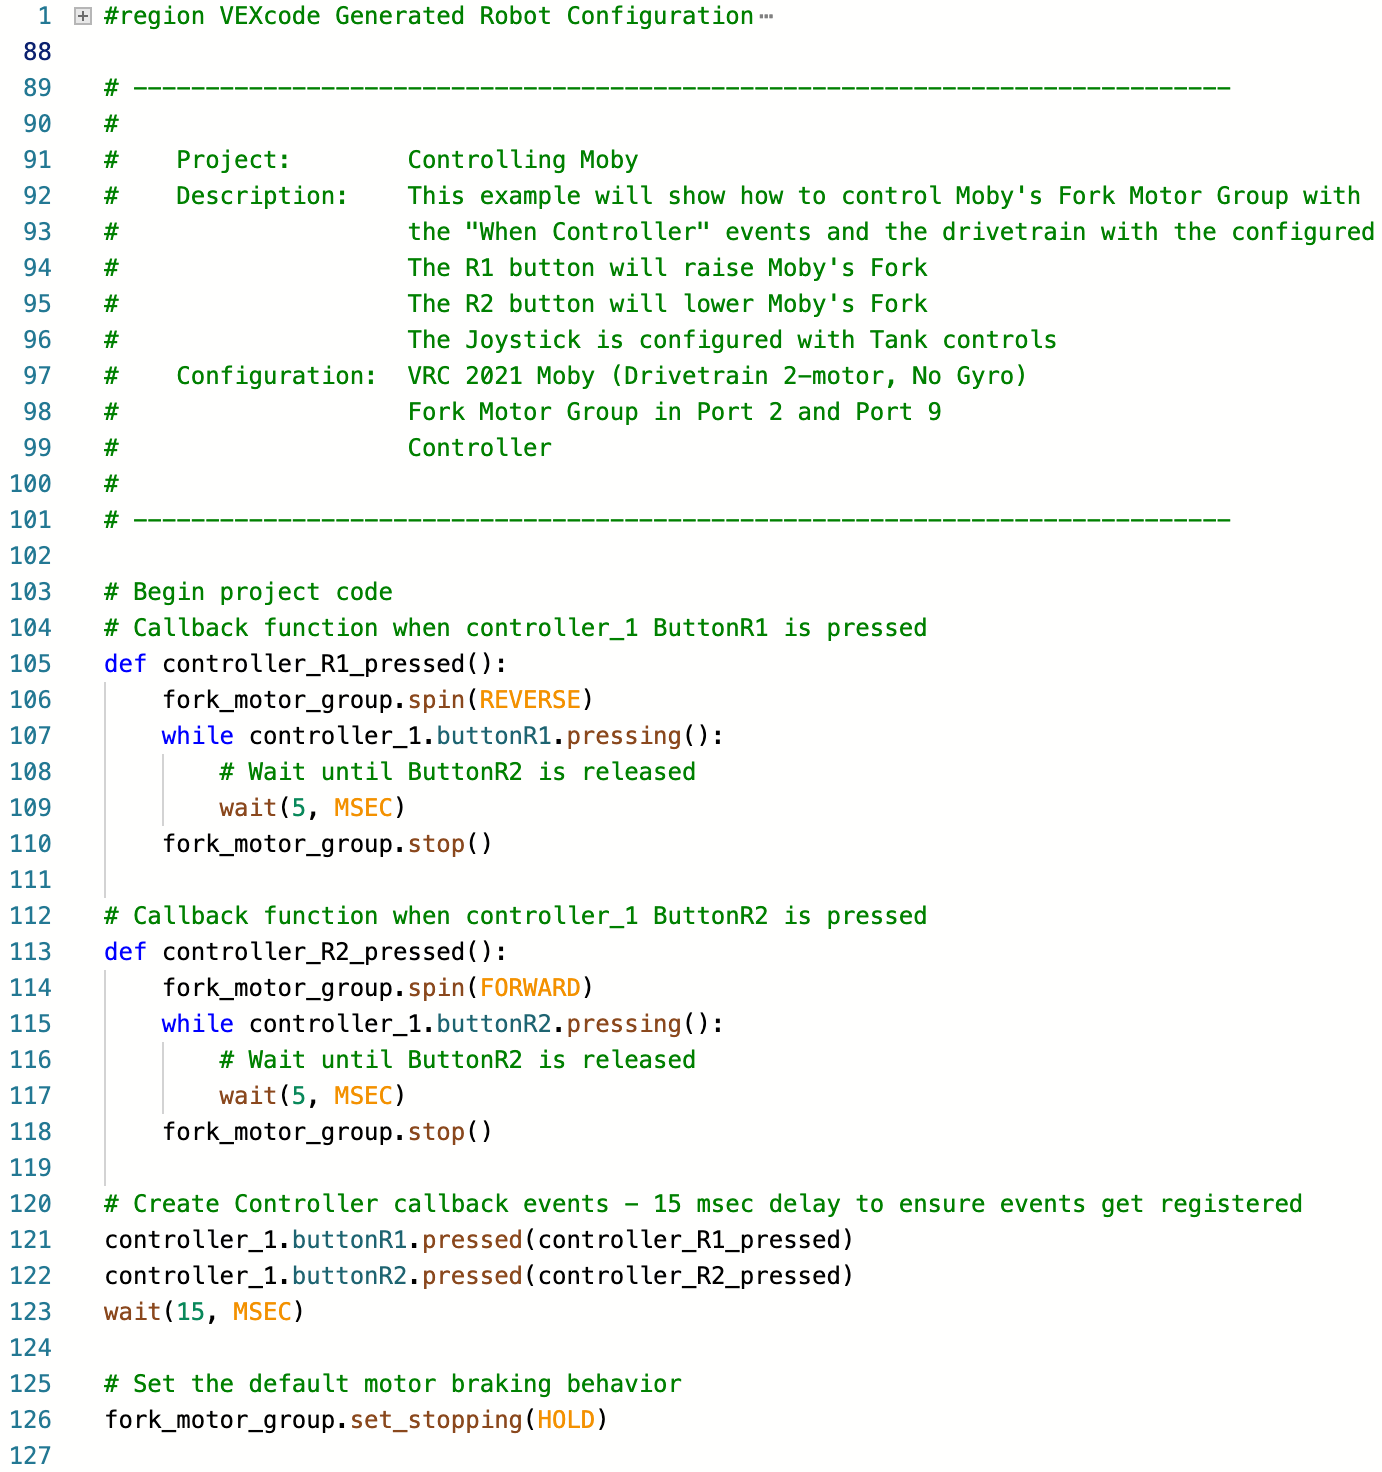 1 #region VEXcode Generated Robot Configuration…
88
89 # ----------------------------------------------------------------------------
90 #
91 #    Project:        Controlling Moby
92 #    Description:    This example will show how to control Moby's Fork Motor Group with
93 #                    the "When Controller" events and the drivetrain with the configured
94 #                    The R1 button will raise Moby's Fork
95 #                    The R2 button will lower Moby's Fork
96 #                    The Joystick is configured with Tank controls
97 #    Configuration:  VRC 2021 Moby (Drivetrain 2-motor, No Gyro)
98 #                    Fork Motor Group in Port 2 and Port 9
99 #                    Controller
100 #
101 # ----------------------------------------------------------------------------
102
103 # Begin project code
104 # Callback function when controller_1 ButtonR1 is pressed
105 def controller_R1_pressed():
106     fork_motor_group.spin(REVERSE)
107     while controller_1.buttonR1.pressing():
108         # Wait until ButtonR2 is released
109         wait(5, MSEC)
110     fork_motor_group.stop()
111
112 # Callback function when controller_1 ButtonR2 is pressed
113 def controller_R2_pressed():
114     fork_motor_group.spin(FORWARD)
115     while controller_1.buttonR2.pressing():
116         # Wait until ButtonR2 is released
117         wait(5, MSEC)
118     fork_motor_group.stop()
119
120 # Create Controller callback events - 15 msec delay to ensure events get registered
121 controller_1.buttonR1.pressed(controller_R1_pressed)
122 controller_1.buttonR2.pressed(controller_R2_pressed)
123 wait(15, MSEC)
124
125 # Set the default motor braking behavior
126 fork_motor_group.set_stopping(HOLD)
127